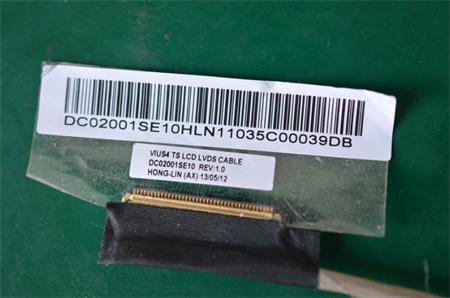 DC02001SE10HLN11035C00039DB
VIUS4 TS LCD LVDS CABLE
DC02001SE10 REV:1.0
HONG-LIN (AX) 13/05/12